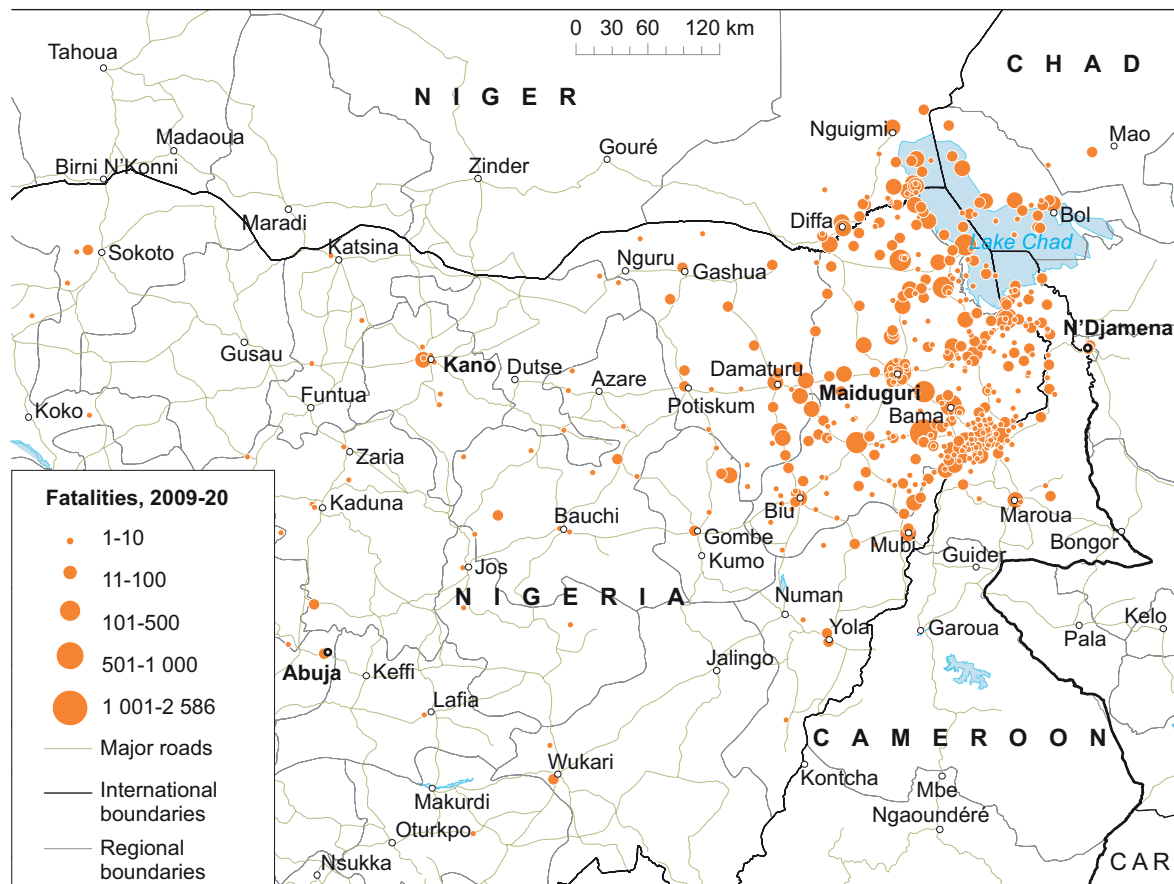 0 30 60 120 km
Tahoua
C H A D
N I G E R
Nguigmi
Madaoua
Mao
Gouré
Birni N'Konni
Zinder
Maradi
Diffa
Bol
Sokoto
Katsina
Lake Chad
Nguru
Gashua
N'Djamena
Gusau
Kano
Dutse
Azare
Damaturu
Maiduguri
Funtua
Potiskum
Koko
Bama
Zaria
Kaduna
Bauchi
Biu
Maroua
Gombe
Mubi
Bongor
Kumo
Guider
Jos
N I G E R I A
Numan
Yola
Garoua
Pala
Kelo
Abuja
Keffi
Jalingo
Lafia
C A M E R O O N
Wukari
Kontcha
Mbe
Makurdi
Ngaoundéré
Oturkpo
Nsukka
CAR
Fatalities, 2009-20
1-10
11-100
101-500
501-1 000
1 001-2 586
Major roads
International
boundaries
Regional
boundaries